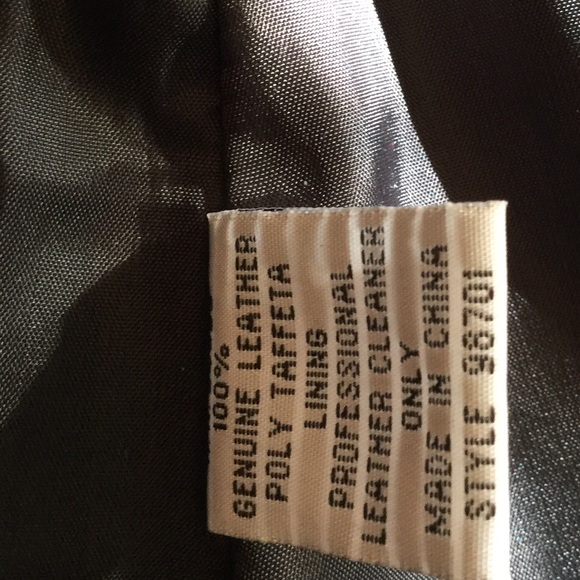 100%
GENUINE LEATHER
POLY TAFFETA
LINING
PROFESSIONAL
LEATHER CLEANER
ONLY
MADE IN CHINA
STYLE 98701